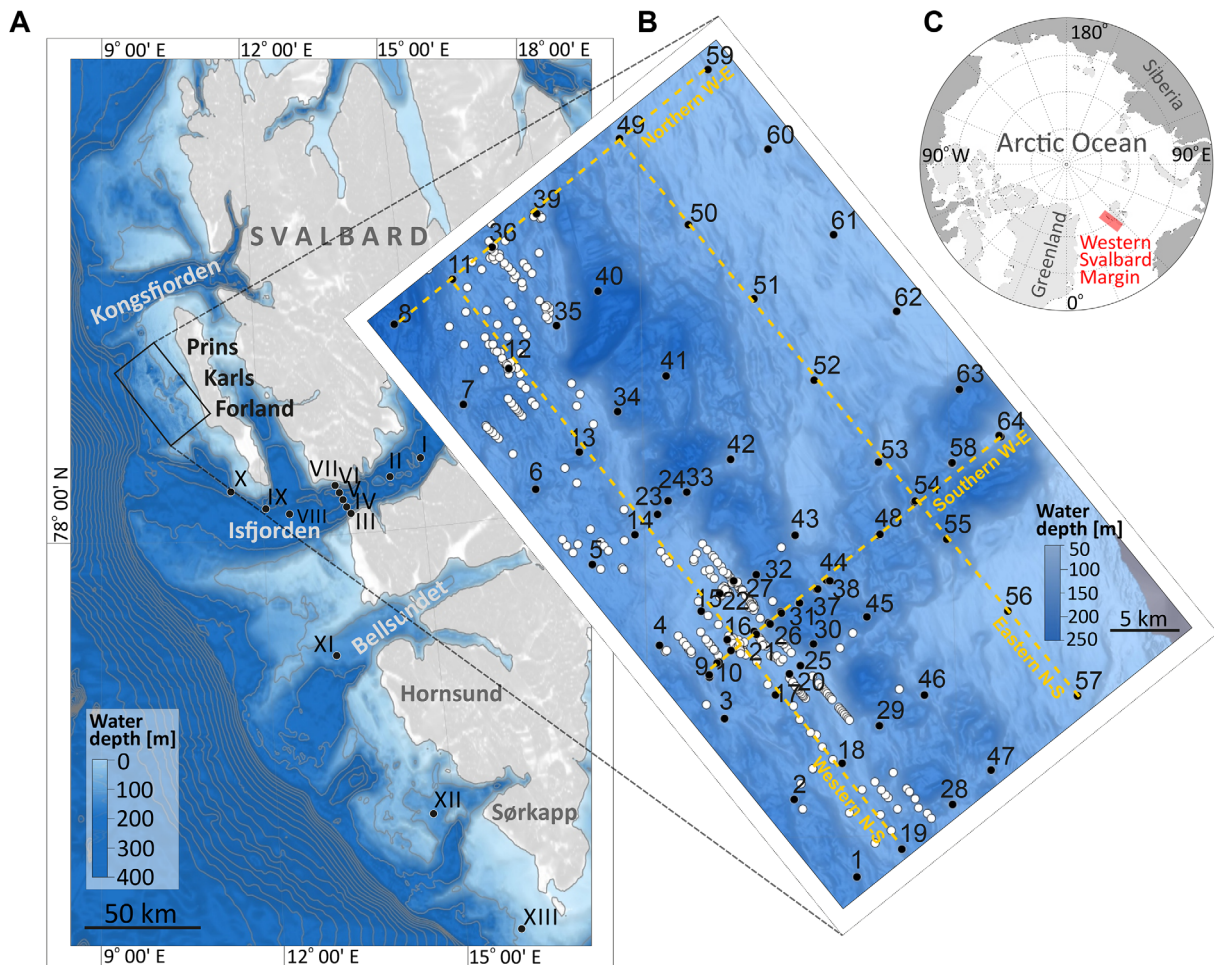 A
9° 00' E
12° 00' E
15° 00' E
18° 00' E
SVALBARD
Kongsfjorden
Prins
Karls
Forland
78° 00' N
I
II
VII
VI
V
IV
III
X
IX
VIII
Isfjorden
Bellsundet
XI
Hornsund
XII
Sørkapp
XIII
Water
depth [m]
0
100
200
300
400
50 km
9° 00' E
12° 00' E
15° 00' E
B
59
49
Northern W-E
60
39
50
61
36
11
40
51
62
8
35
12
41
52
63
7
34
13
42
53
64
58
Southern W-E
6
24
33
23
54
14
43
48
55
5
32
44
27
38
15
22
37
56
31
45
16
26
30
4
21
25
9
10
20
46
57
Eastern N-S
3
17
29
18
47
2
Western N-S
28
19
1
Water
depth [m]
50
100
150
200
250
5 km
C
180°
Siberia
Arctic Ocean
90° W
90° E
Greenland
0°
Western
Svalbard
Margin